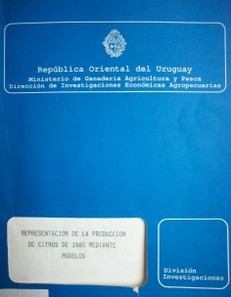 República Oriental del Uruguay
Ministerio de Ganadería Agricultura y Pesca
Dirección de Investigaciones Económicas Agropecuarias
REPRESENTACION DE LA PRODUCCION
DE CITRUS DE 1980 MEDIANTE
MODELOS
División
Investigaciones